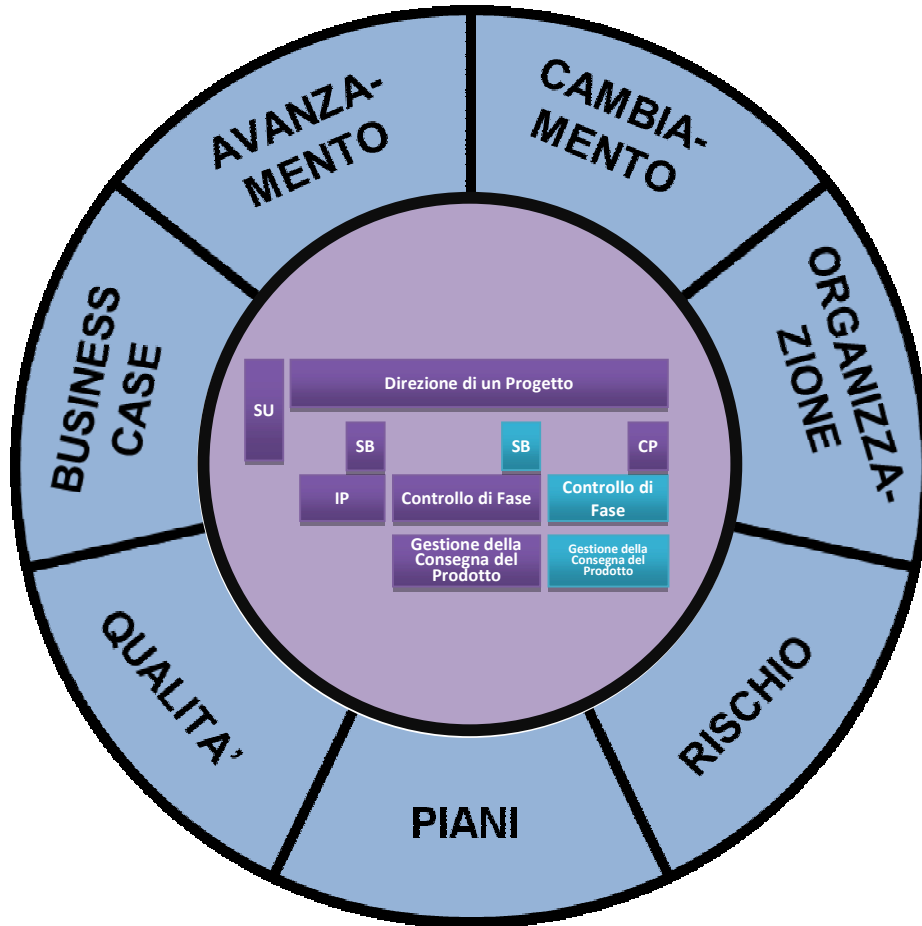 AVANZA-
MENTO
CAMBIA-
MENTO
ORGANIZZA-
ZIONE
RISCHIO
PIANI
QUALITA’
BUSINESS
CASE
SU
Direzione di un Progetto
SB
SB
CP
IP
Controllo di Fase
Controllo di
Fase
Gestione della
Consegna del
Prodotto
Gestione della
Consegna del
Prodotto